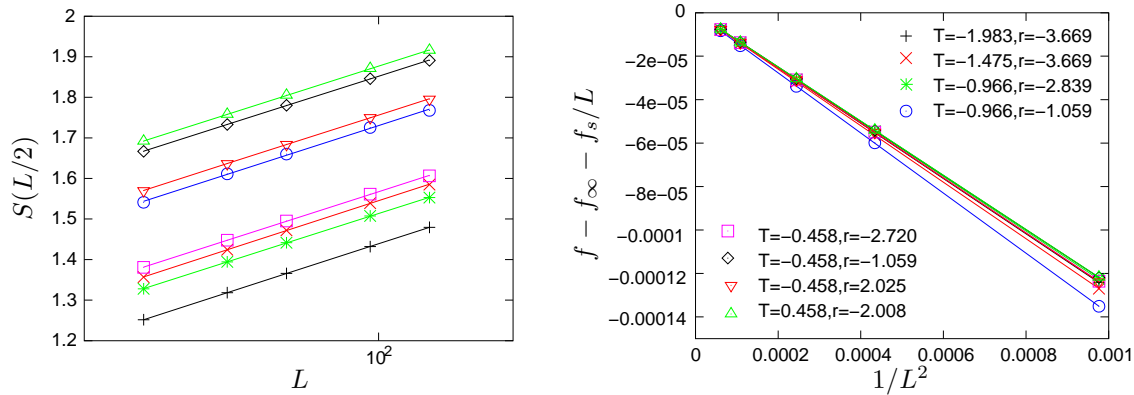 2
1.9
1.8
1.7
1.6
1.5
1.4
1.3
1.2
S(L/2)
10²
L
0
−2e−05
−4e−05
−6e−05
−8e−05
−0.0001
−0.00012
−0.00014
f − f∞ − fs/L
T=−1.983,r=−3.669
T=−1.475,r=−3.669
T=−0.966,r=−2.839
T=−0.966,r=−1.059
T=−0.458,r=−2.720
T=−0.458,r=−1.059
T=−0.458,r=2.025
T=0.458,r=−2.008
0 0.0002 0.0004 0.0006 0.0008 0.001
1/L²